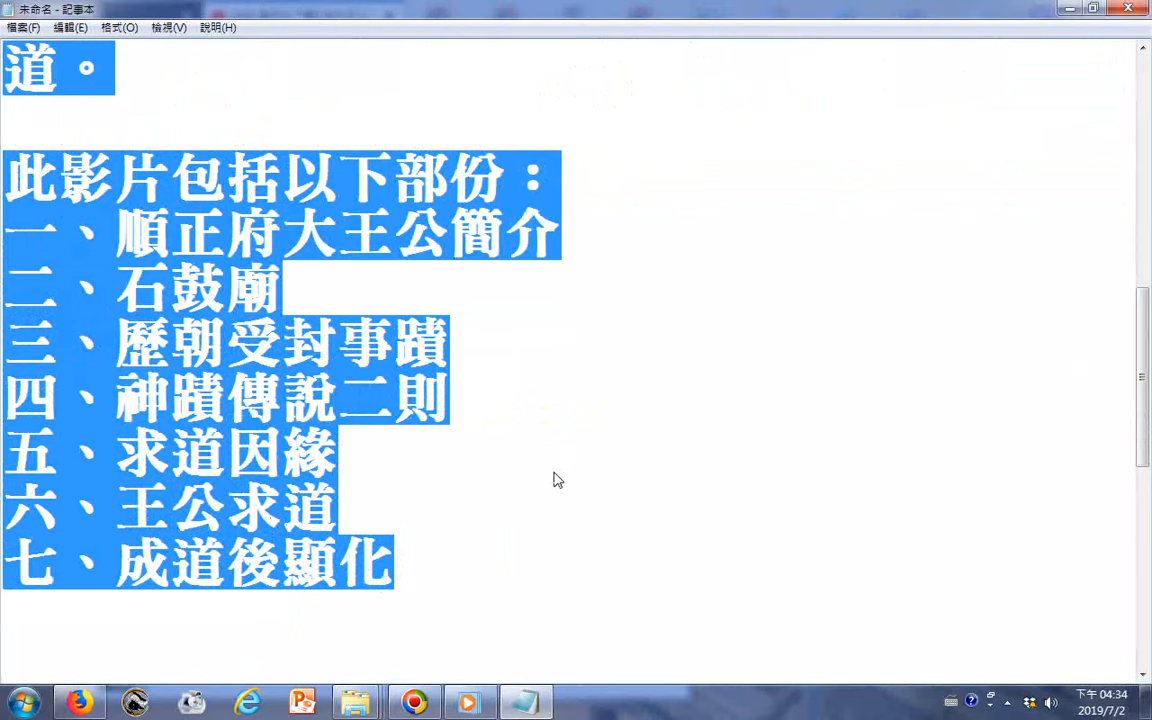 未命名 - 記事本
檔案(F) 編輯(E) 格式(O) 檢視(V) 說明(H)
道。
此影片包括以下部份：
一、順正府大王公簡介
二、石鼓廟
三、歷朝受封事蹟
四、神蹟傳說二則
五、求道因緣
六、王公求道
七、成道後顯化
下午 04:34
2019/7/2